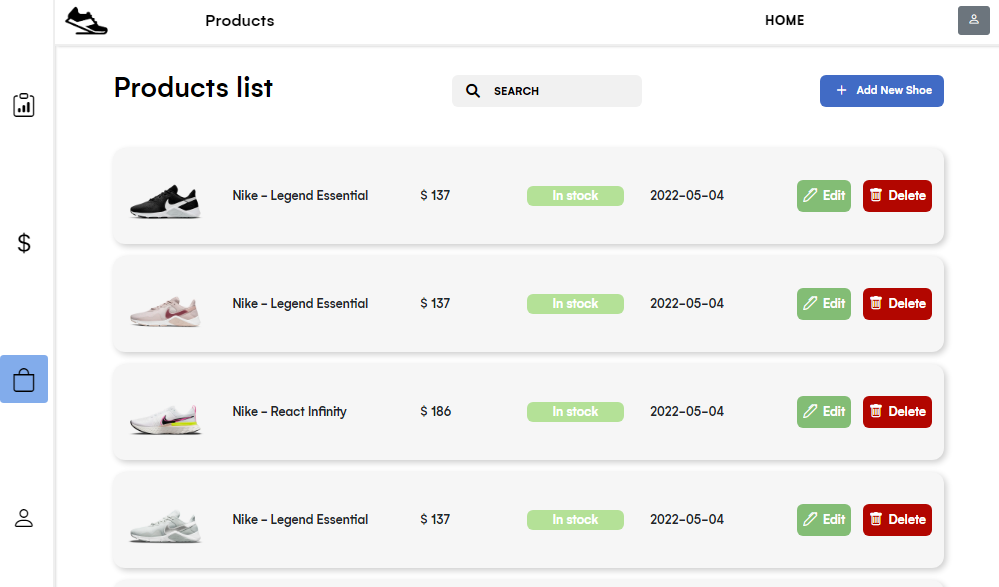 Products
HOME
Products list
SEARCH
+ Add New Shoe
$
Nike - Legend Essential $ 137 In stock 2022-05-04 Edit Delete
Nike - Legend Essential $ 137 In stock 2022-05-04 Edit Delete
Nike - React Infinity $ 186 In stock 2022-05-04 Edit Delete
Nike - Legend Essential $ 137 In stock 2022-05-04 Edit Delete